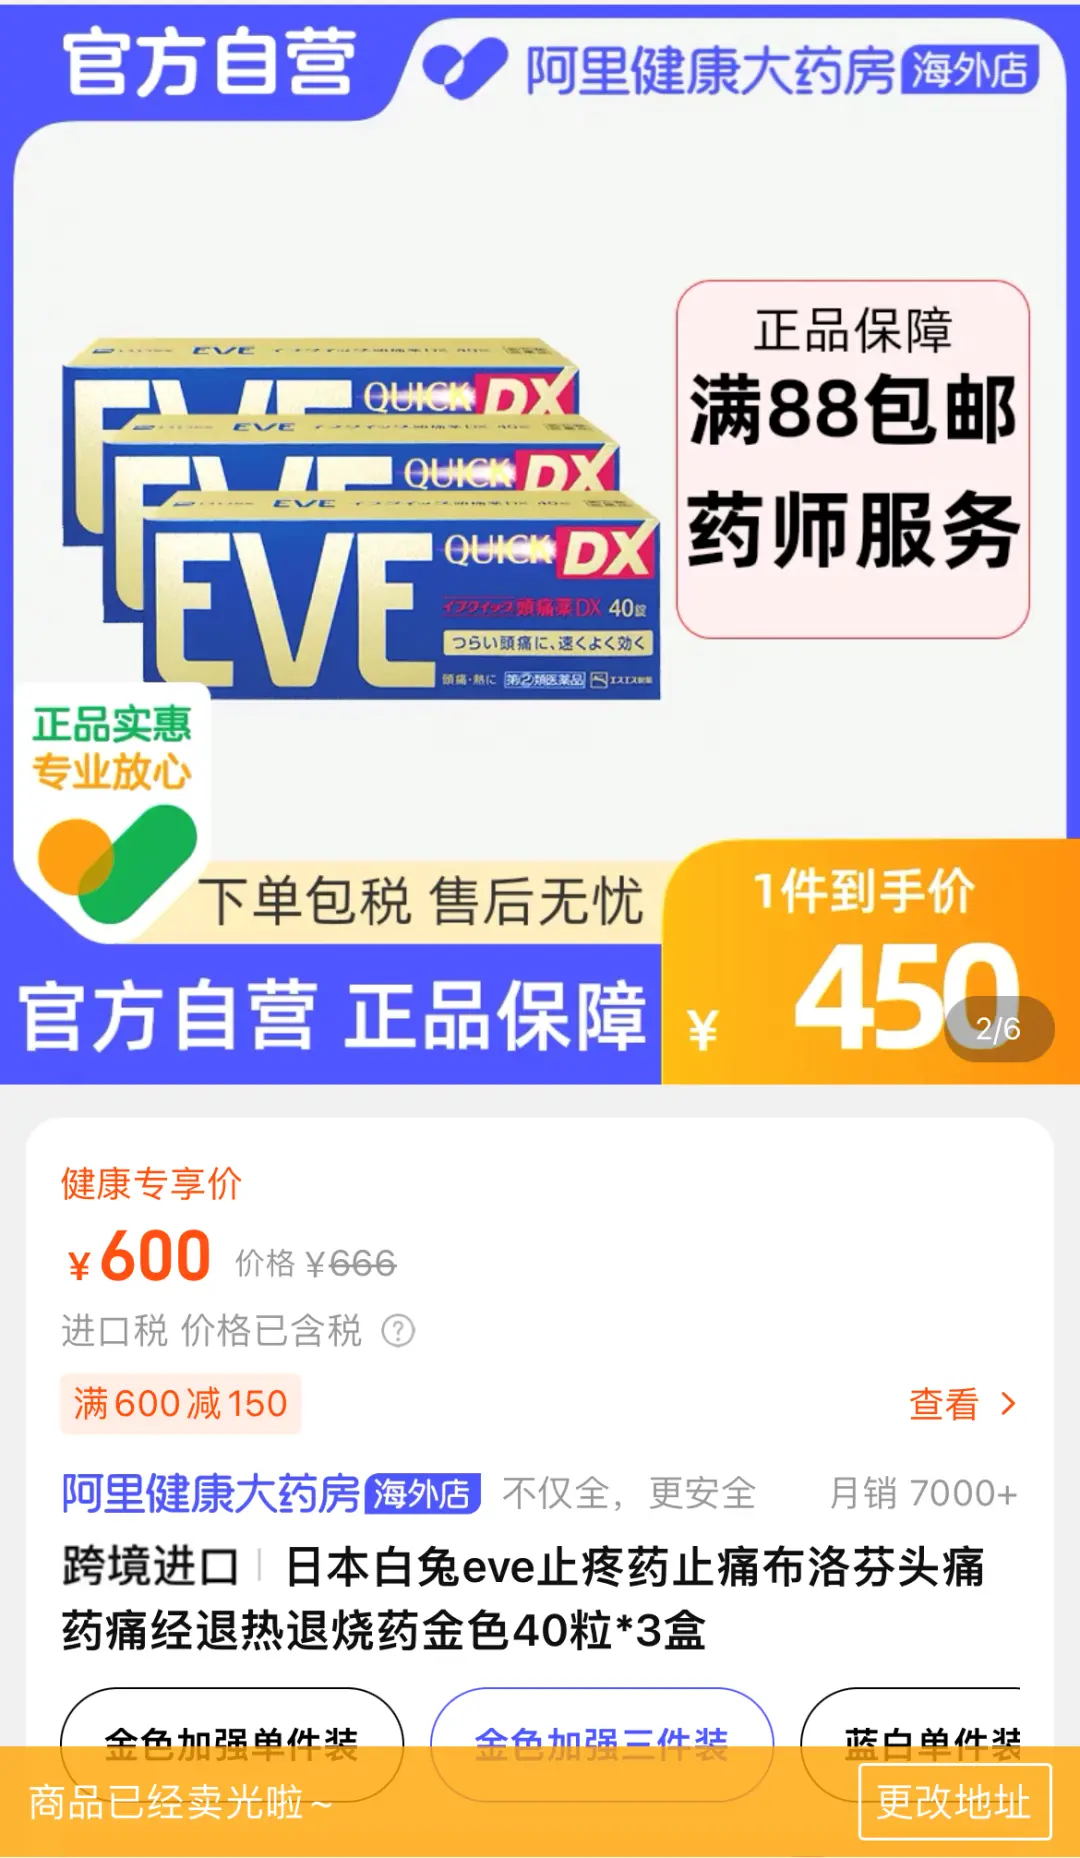 官方自营
阿里健康大药房 海外店
正品保障
满88包邮
药师服务
EVE
QUICK DX
EVE
QUICK DX
EVE
EVE QUICK DX
イブクイック頭痛薬DX 40錠
つらい頭痛に、速くよく効く
頭痛・熱に 第②類医薬品 エスエス製薬
正品实惠
专业放心
下单包税 售后无忧
1件到手价
官方自营 正品保障
¥ 450
2/6
健康专享价
¥600 价格 ¥666
进口税 价格已含税 ?
满600减150
查看 >
阿里健康大药房 海外店 不仅全，更安全 月销 7000+
跨境进口 | 日本白兔eve止疼药止痛布洛芬头痛
药痛经退热退烧药金色40粒*3盒
金色加强单件装 金色加强三件装 蓝白单件装
商品已经卖光啦~
更改地址